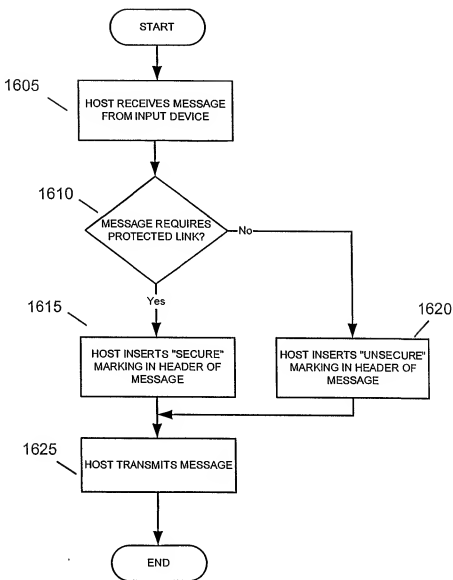 START
1605
HOST RECEIVES MESSAGE
FROM INPUT DEVICE
1610
MESSAGE REQUIRES
PROTECTED LINK?
No
Yes
1615
HOST INSERTS "SECURE"
MARKING IN HEADER OF
MESSAGE
1620
HOST INSERTS "UNSECURE"
MARKING IN HEADER OF
MESSAGE
1625
HOST TRANSMITS MESSAGE
END